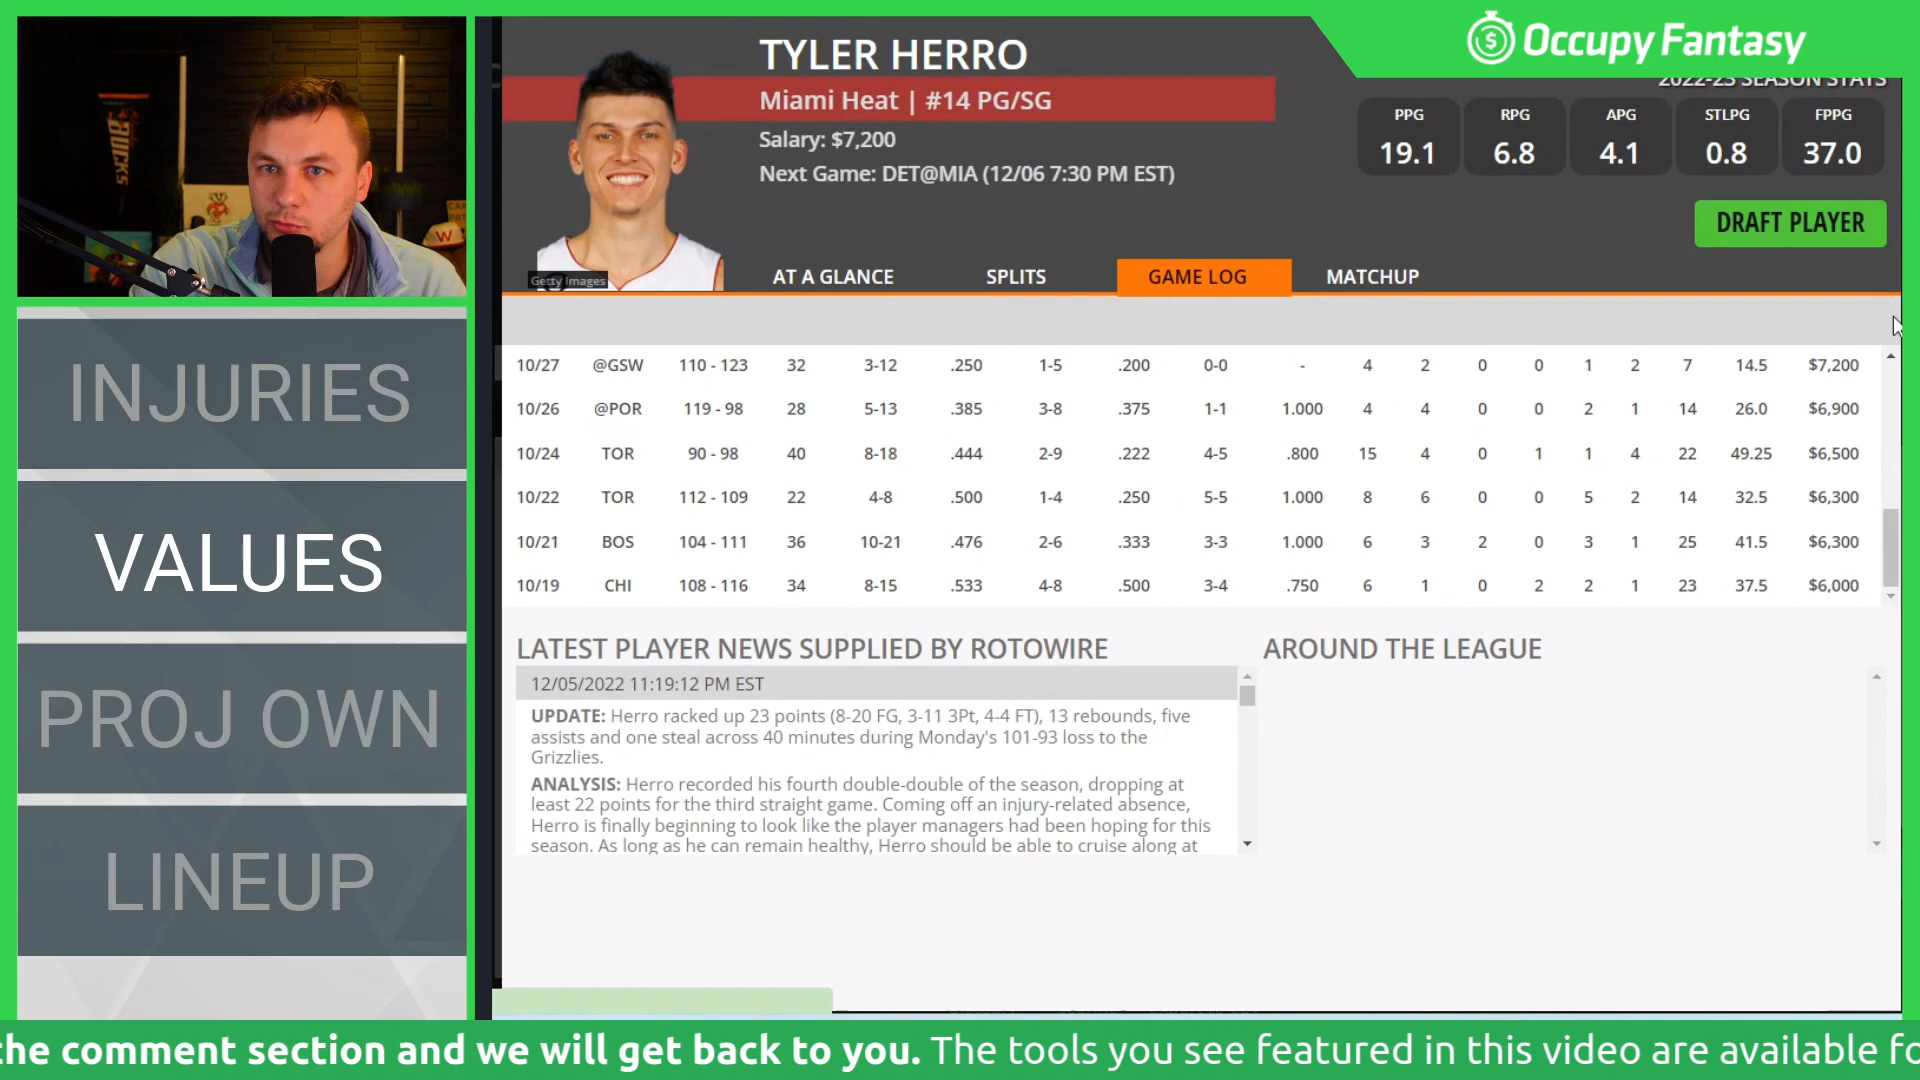 Occupy Fantasy
TYLER HERRO
Miami Heat | #14 PG/SG
Salary: $7,200
Next Game: DET@MIA (12/06 7:30 PM EST)
2022-23 SEASON STATS
PPG RPG APG STLPG FPPG
19.1 6.8 4.1 0.8 37.0
DRAFT PLAYER
Getty Images
AT A GLANCE SPLITS GAME LOG MATCHUP
10/27 @GSW 110 - 123 32 3-12 .250 1-5 .200 0-0 - 4 2 0 0 1 2 7 14.5 $7,200
10/26 @POR 119 - 98 28 5-13 .385 3-8 .375 1-1 1.000 4 4 0 0 2 1 14 26.0 $6,900
10/24 TOR 90 - 98 40 8-18 .444 2-9 .222 4-5 .800 15 4 0 1 1 4 22 49.25 $6,500
10/22 TOR 112 - 109 22 4-8 .500 1-4 .250 5-5 1.000 8 6 0 0 5 2 14 32.5 $6,300
10/21 BOS 104 - 111 36 10-21 .476 2-6 .333 3-3 1.000 6 3 2 0 3 1 25 41.5 $6,300
10/19 CHI 108 - 116 34 8-15 .533 4-8 .500 3-4 .750 6 1 0 2 2 1 23 37.5 $6,000
LATEST PLAYER NEWS SUPPLIED BY ROTOWIRE
AROUND THE LEAGUE
12/05/2022 11:19:12 PM EST
UPDATE: Herro racked up 23 points (8-20 FG, 3-11 3Pt, 4-4 FT), 13 rebounds, five
assists and one steal across 40 minutes during Monday's 101-93 loss to the
Grizzlies.
ANALYSIS: Herro recorded his fourth double-double of the season, dropping at
least 22 points for the third straight game. Coming off an injury-related absence,
Herro is finally beginning to look like the player managers had been hoping for this
season. As long as he can remain healthy, Herro should be able to cruise along at
BUCKS
W
INJURIES
VALUES
PROJ OWN
LINEUP
the comment section and we will get back to you. The tools you see featured in this video are available fo